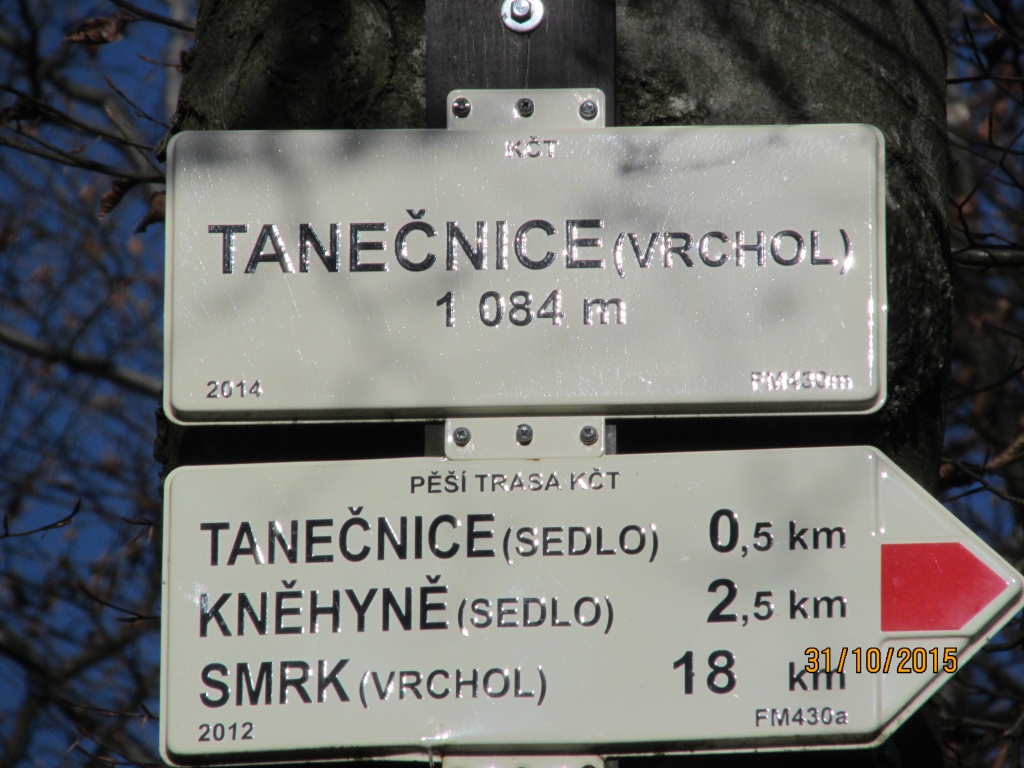 KČT
TANEČNICE (VRCHOL)
1 084 m
2014 FM430m
PĚŠÍ TRASA KČT
TANEČNICE (SEDLO) 0,5 km
KNĚHYNĚ (SEDLO) 2,5 km
SMRK (VRCHOL) 18 km
31/10/2015
2012 FM430a